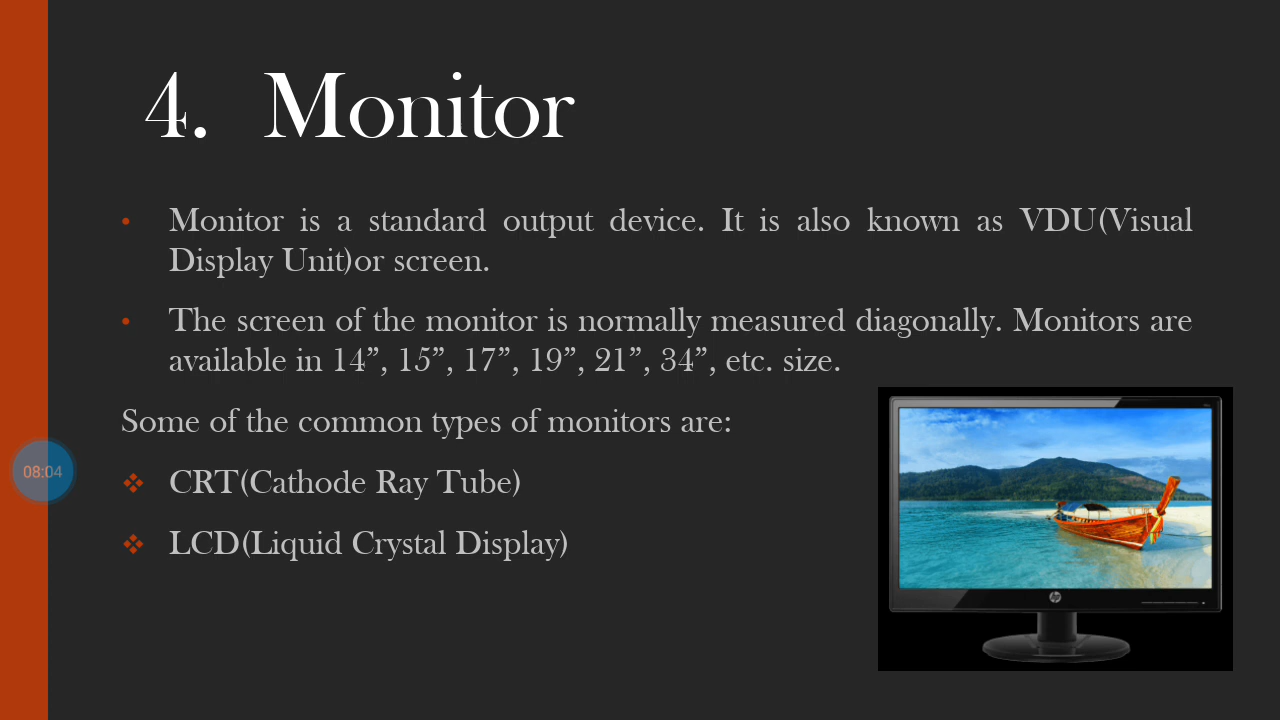 4. Monitor
• Monitor is a standard output device. It is also known as VDU(Visual
Display Unit)or screen.
• The screen of the monitor is normally measured diagonally. Monitors are
available in 14”, 15”, 17”, 19”, 21”, 34”, etc. size.
Some of the common types of monitors are:
❖ CRT(Cathode Ray Tube)
08:04
❖ LCD(Liquid Crystal Display)
hp